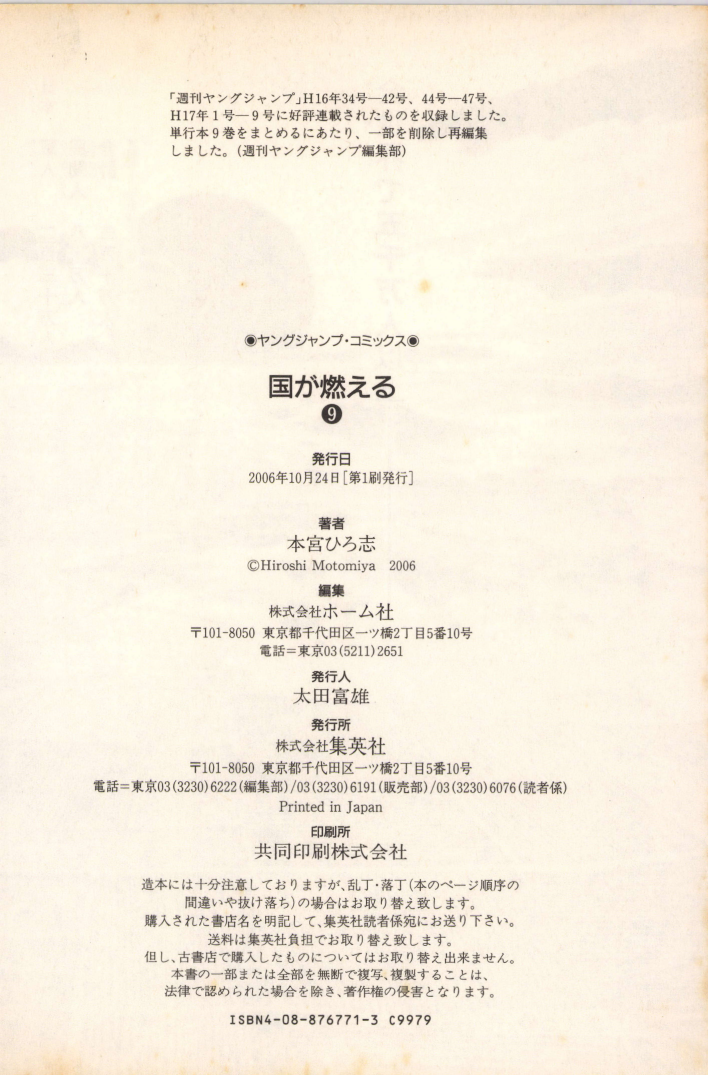 「週刊ヤングジャンプ」H16年34号—42号、44号—47号、
H17年1号—9号に好評連載されたものを収録しました。
単行本9巻をまとめるにあたり、一部を削除し再編集
しました。(週刊ヤングジャンプ編集部)
◉ヤングジャンプ・コミックス◉
国が燃える
❾
発行日
2006年10月24日[第1刷発行]
著者
本宮ひろ志
©Hiroshi Motomiya 2006
編集
株式会社ホーム社
〒101-8050 東京都千代田区一ツ橋2丁目5番10号
電話=東京03(5211)2651
発行人
太田富雄
発行所
株式会社集英社
〒101-8050 東京都千代田区一ツ橋2丁目5番10号
電話=東京03(3230)6222(編集部)/03(3230)6191(販売部)/03(3230)6076(読者係)
Printed in Japan
印刷所
共同印刷株式会社
造本には十分注意しておりますが、乱丁・落丁(本のページ順序の
間違いや抜け落ち)の場合はお取り替え致します。
購入された書店名を明記して、集英社読者係宛にお送り下さい。
送料は集英社負担でお取り替え致します。
但し、古書店で購入したものについてはお取り替え出来ません。
本書の一部または全部を無断で複写、複製することは、
法律で認められた場合を除き、著作権の侵害となります。
ISBN4-08-876771-3 C9979